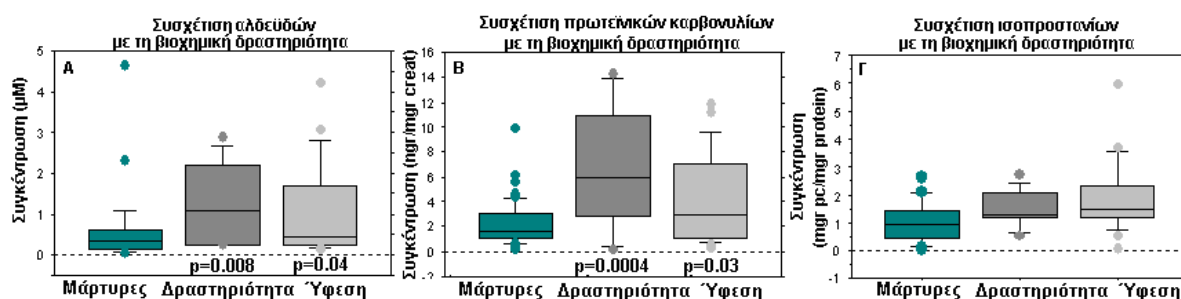 Συσχέτιση αλδεϋδών
με τη βιοχημική δραστηριότητα
A
Συγκέντρωση (μM)
5
4
3
2
1
0
p=0.008 p=0.04
Μάρτυρες Δραστηριότητα Ύφεση
Συσχέτιση πρωτεϊνικών καρβονυλίων
με τη βιοχημική δραστηριότητα
B
Συγκέντρωση (ngr/mgr creat)
16
14
12
10
8
6
4
2
0
-2
p=0.0004 p=0.03
Μάρτυρες Δραστηριότητα Ύφεση
Συσχέτιση ισοπροστανίων
με τη βιοχημική δραστηριότητα
Γ
Συγκέντρωση
(mgr pc/mgr protein)
7
6
5
4
3
2
1
0
-1
Μάρτυρες Δραστηριότητα Ύφεση